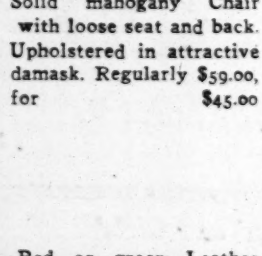 Solid mahogany Chair
with loose seat and back.
Upholstered in attractive
damask. Regularly $59.00,
for $45.00
Red or green Leather